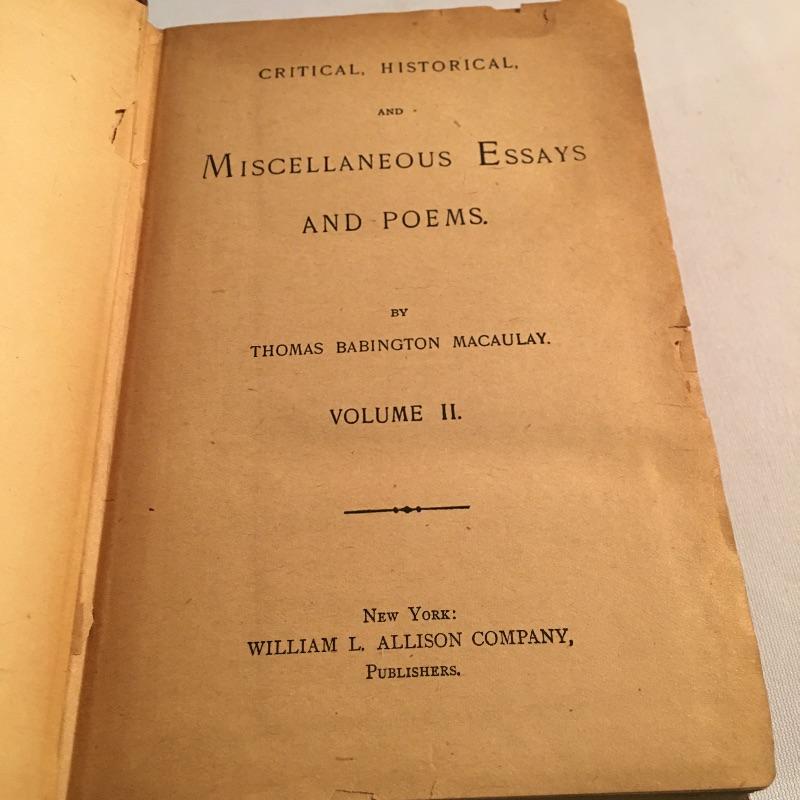 CRITICAL, HISTORICAL,
AND
MISCELLANEOUS ESSAYS
AND POEMS.
BY
THOMAS BABINGTON MACAULAY.
VOLUME II.
NEW YORK:
WILLIAM L. ALLISON COMPANY,
PUBLISHERS.